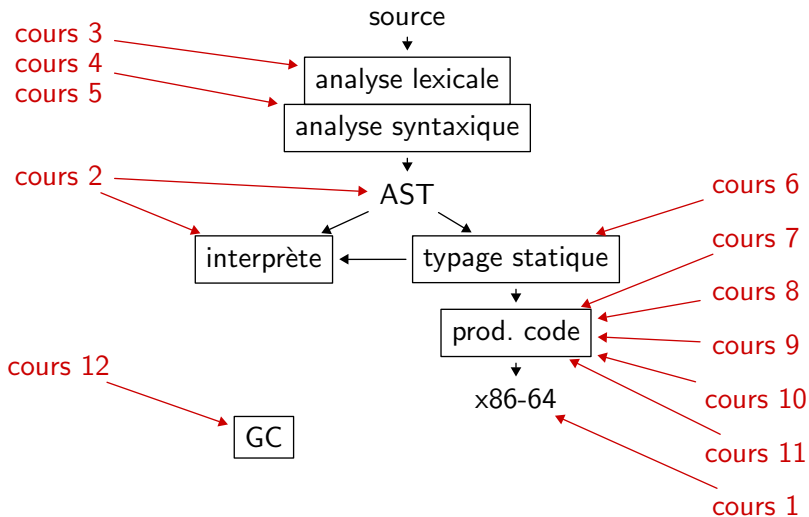 source
cours 3
cours 4
cours 5
analyse lexicale
analyse syntaxique
cours 2
AST
cours 6
cours 7
interprète
typage statique
cours 8
prod. code
cours 9
cours 12
x86-64
cours 10
GC
cours 11
cours 1